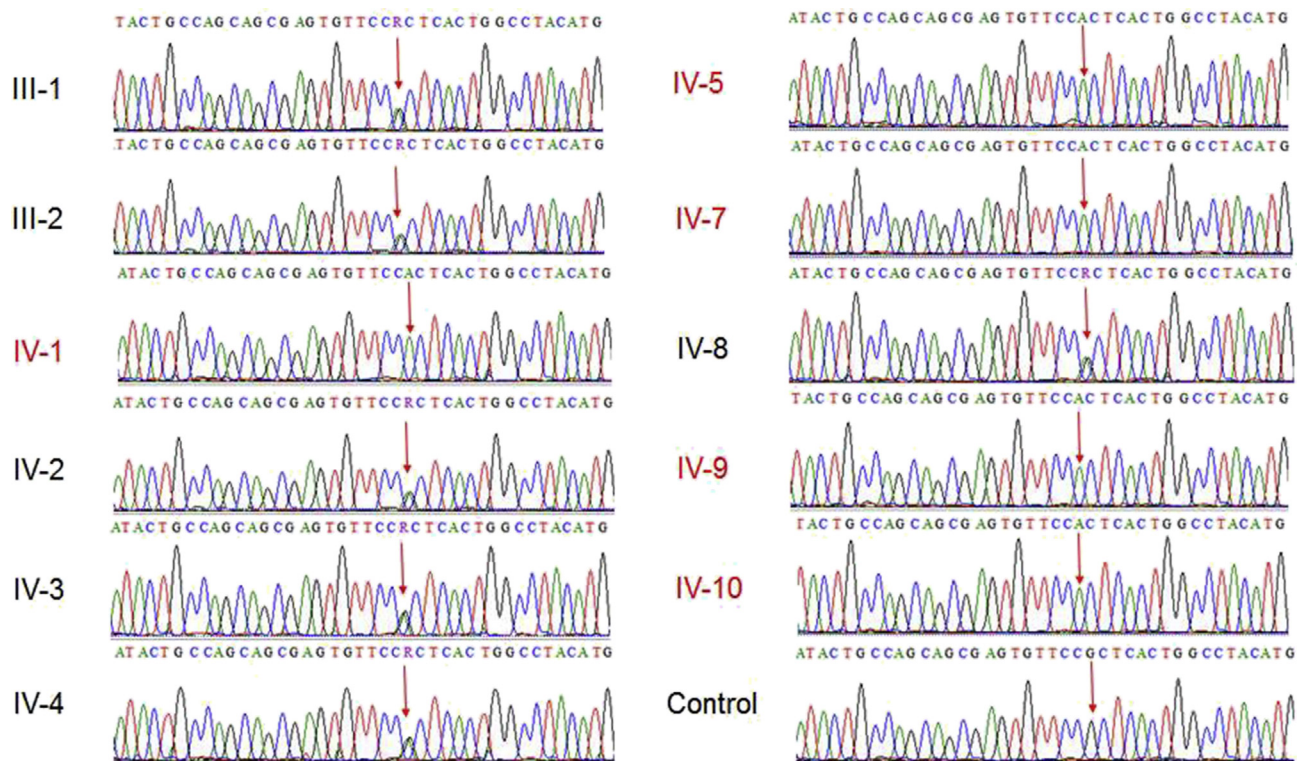 TACTGCCAGCAGCGAGTGTTCCRCTCACTGGCCTACATG
III-1
TACTGCCAGCAGCGAGTGTTCCRCTCACTGGCCTACATG
III-2
ATACTGCCAGCAGCGAGTGTTCCACTCACTGGCCTACATG
IV-1
ATACTGCCAGCAGCGAGTGTTCCRCTCACTGGCCTACATG
IV-2
ATACTGCCAGCAGCGAGTGTTCCRCTCACTGGCCTACATG
IV-3
ATACTGCCAGCAGCGAGTGTTCCRCTCACTGGCCTACATG
IV-4
ATACTGCCAGCAGCGAGTGTTCCACTCACTGGCCTACATG
IV-5
ATACTGCCAGCAGCGAGTGTTCCACTCACTGGCCTACATG
IV-7
ATACTGCCAGCAGCGAGTGTTCCRCTCACTGGCCTACATG
IV-8
TACTGCCAGCAGCGAGTGTTCCACTCACTGGCCTACATG
IV-9
TACTGCCAGCAGCGAGTGTTCCACTCACTGGCCTACATG
IV-10
ATACTGCCAGCAGCGAGTGTTCCGCTCACTGGCCTACATG
Control